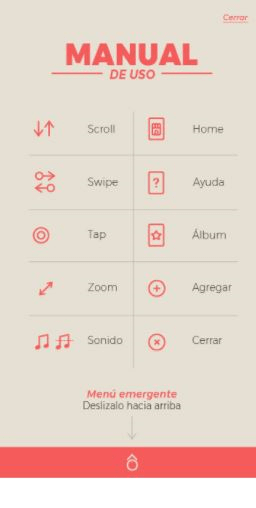 Cerrar
MANUAL
DE USO
Scroll
Home
Swipe
Ayuda
Tap
Álbum
Zoom
Agregar
Sonido
Cerrar
Menú emergente
Deslizalo hacia arriba